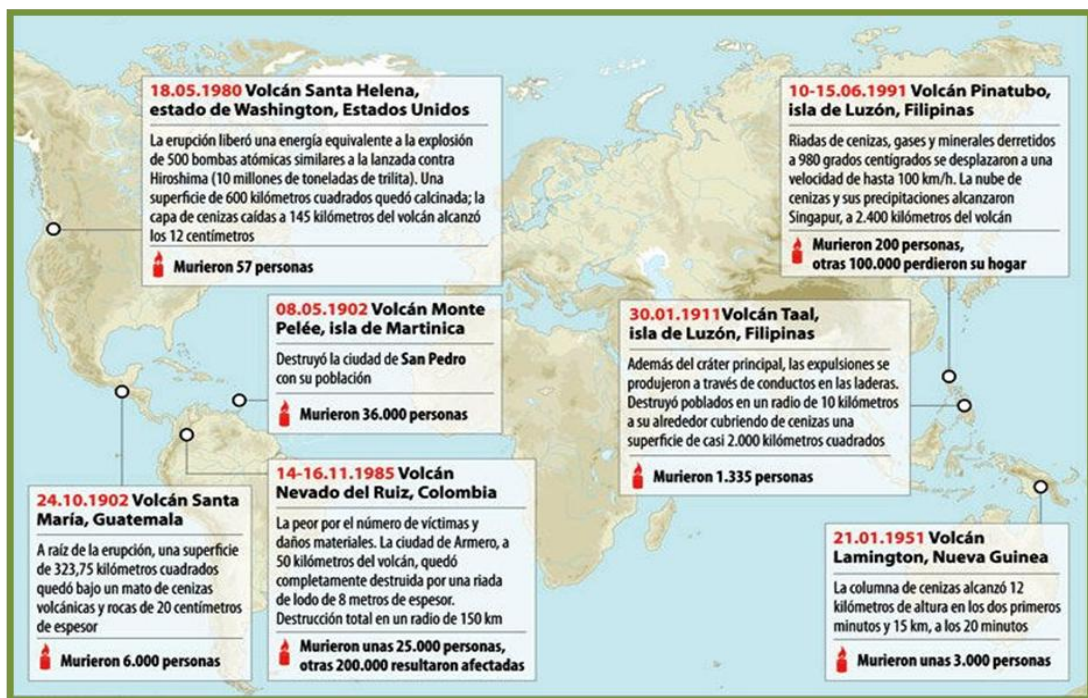 18.05.1980 Volcán Santa Helena,
estado de Washington, Estados Unidos
La erupción liberó una energía equivalente a la explosión
de 500 bombas atómicas similares a la lanzada contra
Hiroshima (10 millones de toneladas de trilita). Una
superficie de 600 kilómetros cuadrados quedó calcinada; la
capa de cenizas caídas a 145 kilómetros del volcán alcanzó
los 12 centímetros
Murieron 57 personas
10-15.06.1991 Volcán Pinatubo,
isla de Luzón, Filipinas
Riadas de cenizas, gases y minerales derretidos
a 980 grados centígrados se desplazaron a una
velocidad de hasta 100 km/h. La nube de
cenizas y sus precipitaciones alcanzaron
Singapur, a 2.400 kilómetros del volcán
Murieron 200 personas,
otras 100.000 perdieron su hogar
08.05.1902 Volcán Monte
Pelée, isla de Martinica
Destruyó la ciudad de San Pedro
con su población
Murieron 36.000 personas
30.01.1911Volcán Taal,
isla de Luzón, Filipinas
Además del cráter principal, las expulsiones se
produjeron a través de conductos en las laderas.
Destruyó poblados en un radio de 10 kilómetros
a su alrededor cubriendo de cenizas una
superficie de casi 2.000 kilómetros cuadrados
Murieron 1.335 personas
24.10.1902 Volcán Santa
María, Guatemala
A raíz de la erupción, una superficie
de 323,75 kilómetros cuadrados
quedó bajo un mato de cenizas
volcánicas y rocas de 20 centímetros
de espesor
Murieron 6.000 personas
14-16.11.1985 Volcán
Nevado del Ruiz, Colombia
La peor por el número de víctimas y
daños materiales. La ciudad de Armero, a
50 kilómetros del volcán, quedó
completamente destruida por una riada
de lodo de 8 metros de espesor.
Destrucción total en un radio de 150 km
Murieron unas 25.000 personas,
otras 200.000 resultaron afectadas
21.01.1951 Volcán
Lamington, Nueva Guinea
La columna de cenizas alcanzó 12
kilómetros de altura en los dos primeros
minutos y 15 km, a los 20 minutos
Murieron unas 3.000 personas